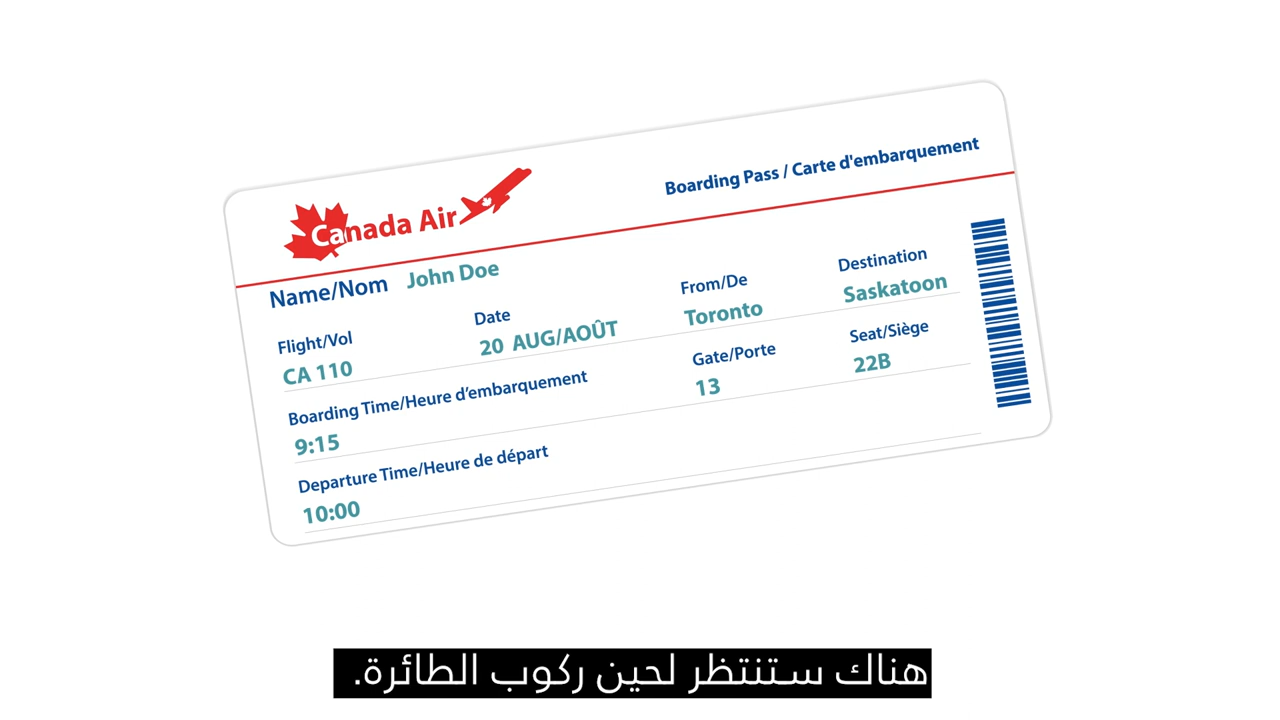 Canada Air
Boarding Pass / Carte d'embarquement
Name/Nom John Doe
Flight/Vol
CA 110
Date
20 AUG/AOÛT
From/De
Toronto
Destination
Saskatoon
Boarding Time/Heure d’embarquement
9:15
Gate/Porte
13
Seat/Siège
22B
Departure Time/Heure de départ
10:00
هناك ستنتظر لحين ركوب الطائرة.